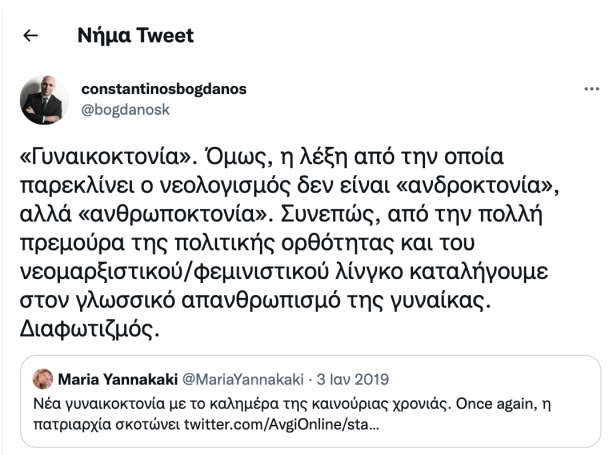 Νήμα Tweet
constantinosbogdanos
@bogdanosk
«Γυναικοκτονία». Όμως, η λέξη από την οποία
παρεκλίνει ο νεολογισμός δεν είναι «ανδροκτονία»,
αλλά «ανθρωποκτονία». Συνεπώς, από την πολλή
πρεμούρα της πολιτικής ορθότητας και του
νεομαρξιστικού/φεμινιστικού λίνγκο καταλήγουμε
στον γλωσσικό απανθρωπισμό της γυναίκας.
Διαφωτιζμός.
Maria Yannakaki @MariaYannakaki · 3 Ιαν 2019
Νέα γυναικοκτονία με το καλημέρα της καινούριας χρονιάς. Once again, η
πατριαρχία σκοτώνει twitter.com/AvgiOnline/sta...